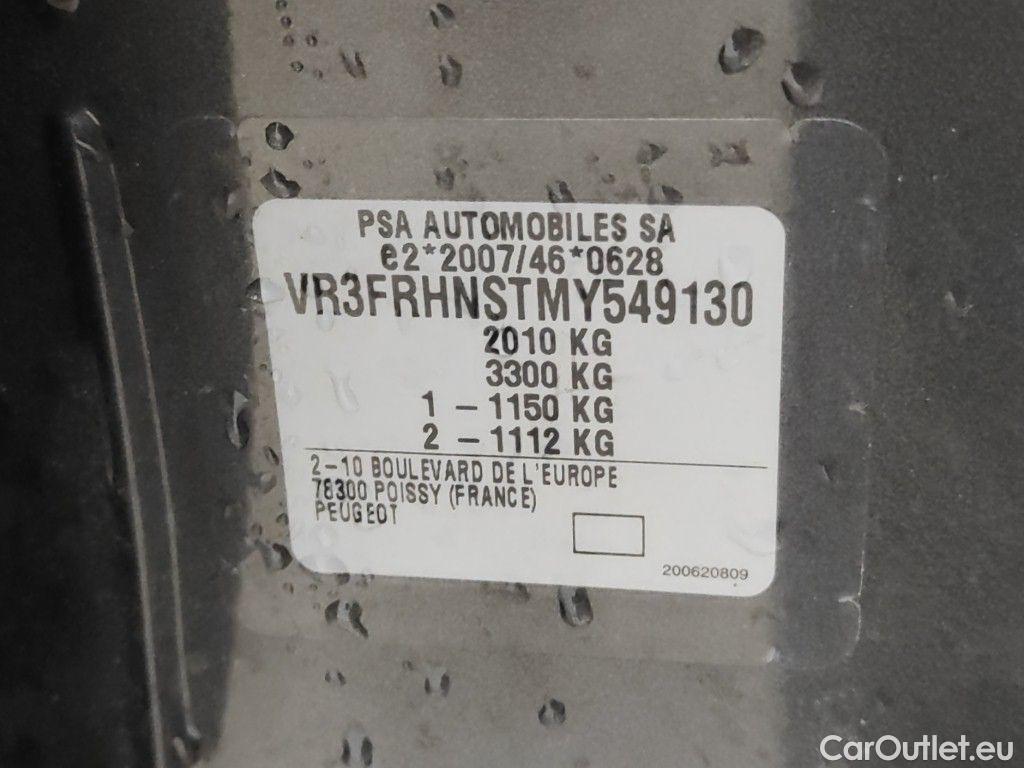 PSA AUTOMOBILES SA
e2*2007/46*0628
VR3FRHNSTMY549130
2010 KG
3300 KG
1 - 1150 KG
2 - 1112 KG
2-10 BOULEVARD DE L'EUROPE
78300 POISSY (FRANCE)
PEUGEOT
200620809
CarOutlet.eu